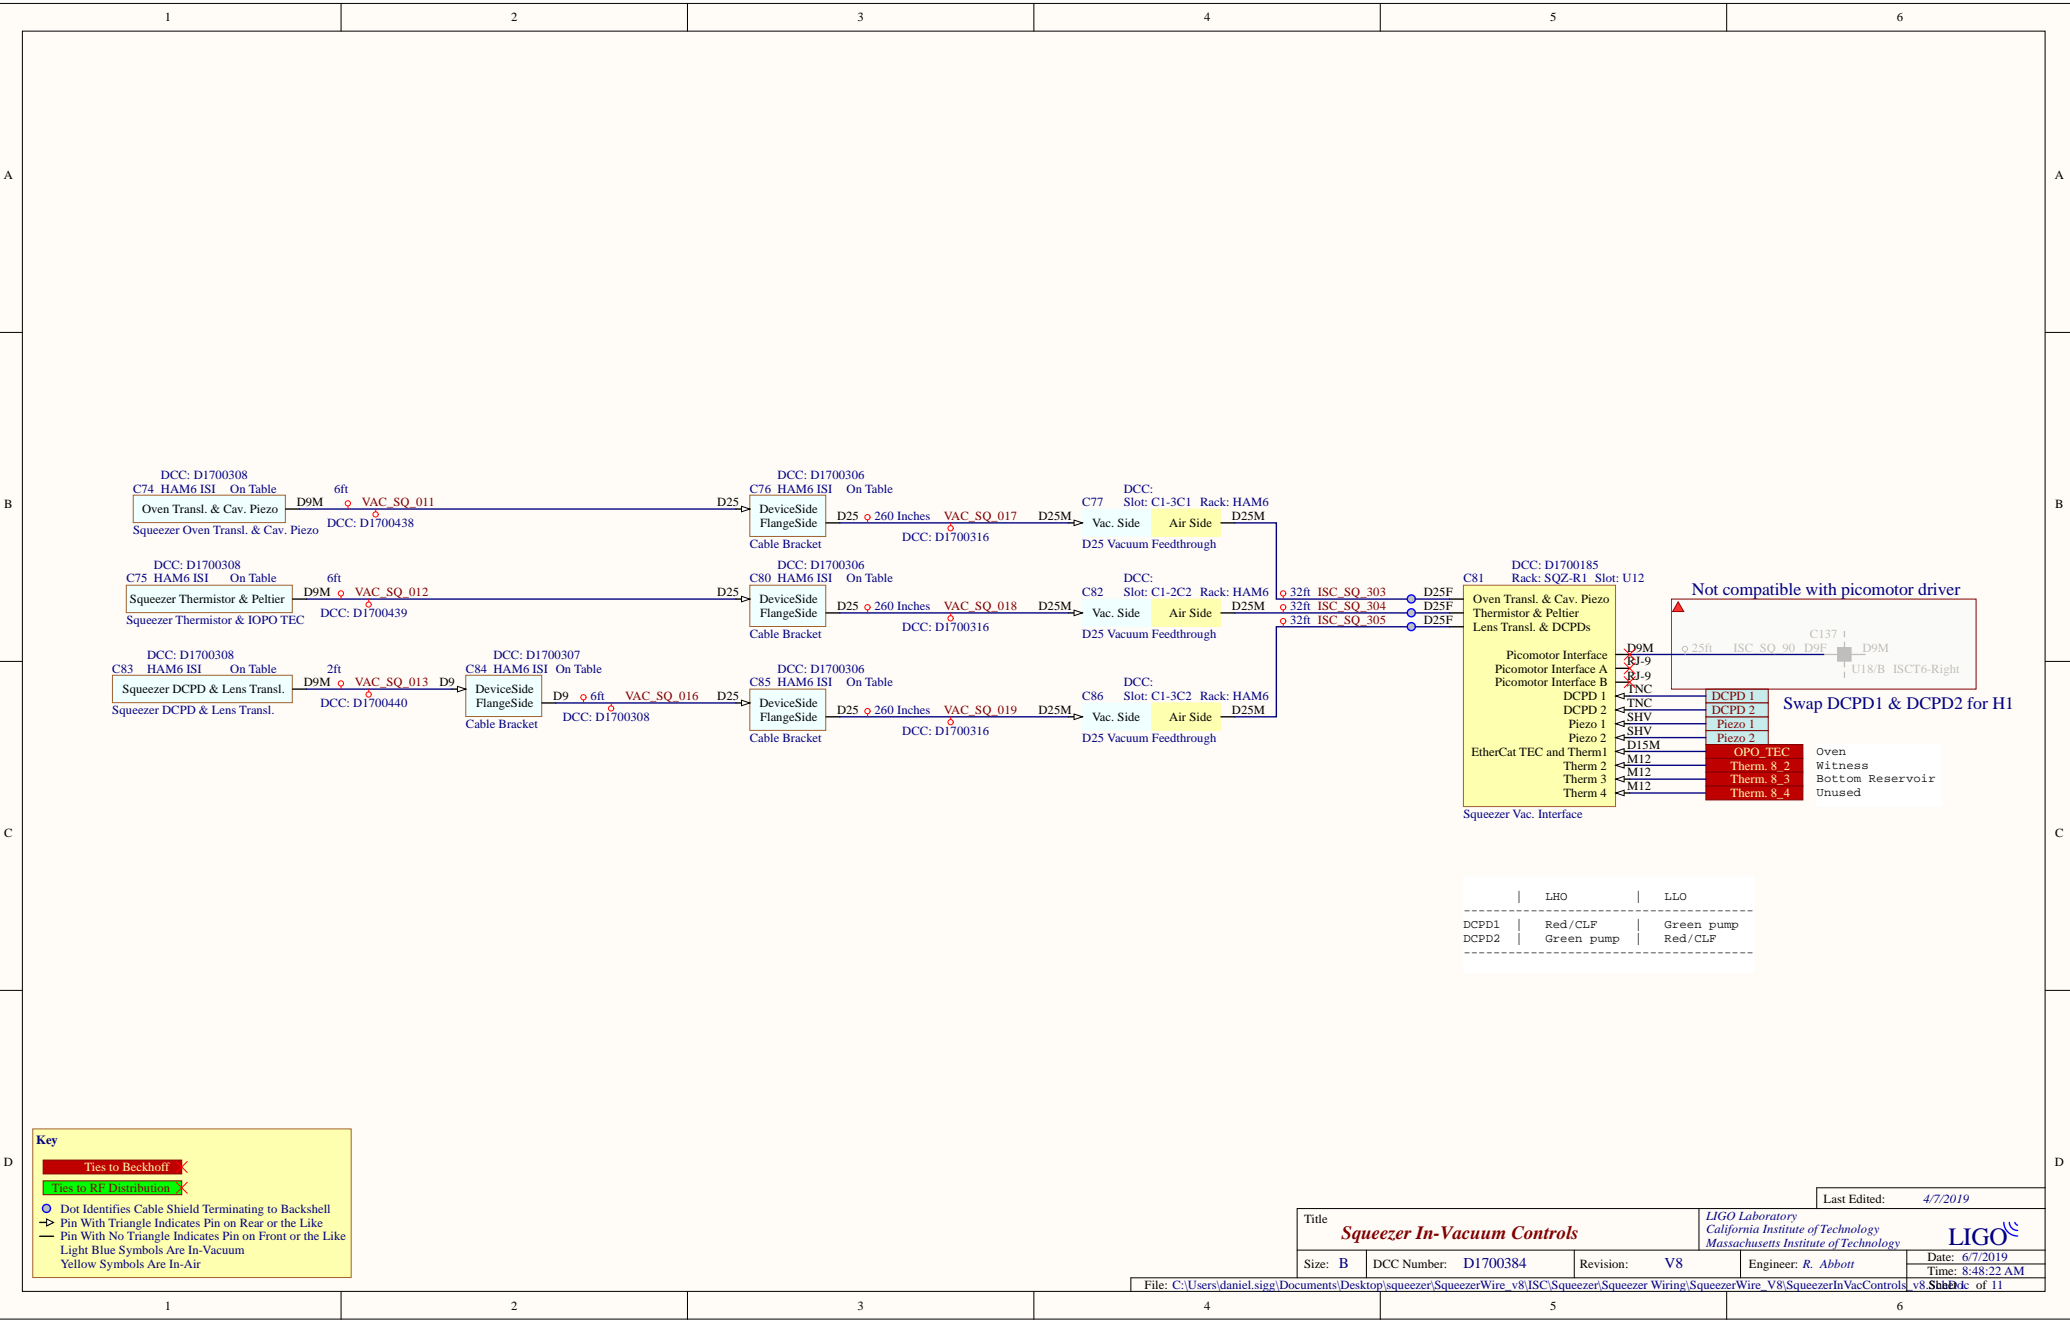 1 2 3 4 5 6
A A
B B
C C
D D
DCC: D1700308
C74 HAM6 ISI On Table
Oven Transl. & Cav. Piezo
Squeezer Oven Transl. & Cav. Piezo
D9M
6ft
VAC_SQ_011
DCC: D1700438
D25
DCC: D1700306
C76 HAM6 ISI On Table
DeviceSide
FlangeSide
Cable Bracket
D25
260 Inches
VAC_SQ_017
DCC: D1700316
D25M
DCC:
C77 Slot: C1-3C1 Rack: HAM6
Vac. Side Air Side
D25 Vacuum Feedthrough
D25M
DCC: D1700308
C75 HAM6 ISI On Table
Squeezer Thermistor & Peltier
Squeezer Thermistor & IOPO TEC
D9M
6ft
VAC_SQ_012
DCC: D1700439
D25
DCC: D1700306
C80 HAM6 ISI On Table
DeviceSide
FlangeSide
Cable Bracket
D25
260 Inches
VAC_SQ_018
DCC: D1700316
D25M
DCC:
C82 Slot: C1-2C2 Rack: HAM6
Vac. Side Air Side
D25 Vacuum Feedthrough
D25M
DCC: D1700308
C83 HAM6 ISI On Table
Squeezer DCPD & Lens Transl.
Squeezer DCPD & Lens Transl.
D9M
2ft
VAC_SQ_013
DCC: D1700440
D9
DCC: D1700307
C84 HAM6 ISI On Table
DeviceSide
FlangeSide
Cable Bracket
D9
6ft
VAC_SQ_016
DCC: D1700308
D25
DCC: D1700306
C85 HAM6 ISI On Table
DeviceSide
FlangeSide
Cable Bracket
D25
260 Inches
VAC_SQ_019
DCC: D1700316
D25M
DCC:
C86 Slot: C1-3C2 Rack: HAM6
Vac. Side Air Side
D25 Vacuum Feedthrough
D25M
32ft ISC_SQ_303 D25F
32ft ISC_SQ_304 D25F
32ft ISC_SQ_305 D25F
DCC: D1700185
C81 Rack: SQZ-R1 Slot: U12
Oven Transl. & Cav. Piezo
Thermistor & Peltier
Lens Transl. & DCPDs
Picomotor Interface D9M
Picomotor Interface A RJ-9
Picomotor Interface B RJ-9
DCPD 1 TNC DCPD 1
DCPD 2 TNC DCPD 2
Piezo 1 SHV Piezo 1
Piezo 2 SHV Piezo 2
EtherCat TEC and Therm1 D15M OPO_TEC Oven
Therm 2 M12 Therm. 8_2 Witness
Therm 3 M12 Therm. 8_3 Bottom Reservoir
Therm 4 M12 Therm. 8_4 Unused
Squeezer Vac. Interface
Not compatible with picomotor driver
25ft ISC_SQ_90 D9F
C137
D9M
U18/B ISCT6-Right
Swap DCPD1 & DCPD2 for H1
| LHO | LLO
----------------------------------------
DCPD1 | Red/CLF | Green pump
DCPD2 | Green pump | Red/CLF
----------------------------------------
Key
Ties to Beckhoff
Ties to RF Distribution
Dot Identifies Cable Shield Terminating to Backshell
Pin With Triangle Indicates Pin on Rear or the Like
Pin With No Triangle Indicates Pin on Front or the Like
Light Blue Symbols Are In-Vacuum
Yellow Symbols Are In-Air
Last Edited: 4/7/2019
Title
Squeezer In-Vacuum Controls
LIGO Laboratory
California Institute of Technology
Massachusetts Institute of Technology
LIGO
Size: B DCC Number: D1700384 Revision: V8 Engineer: R. Abbott
Date: 6/7/2019
Time: 8:48:22 AM
File: C:\Users\daniel.sigg\Documents\Desktop\squeezer\SqueezerWire_v8\ISC\Squeezer\Squeezer Wiring\SqueezerWire_V8\SqueezerInVacControls_v8.SchDoc of 11
1 2 3 4 5 6